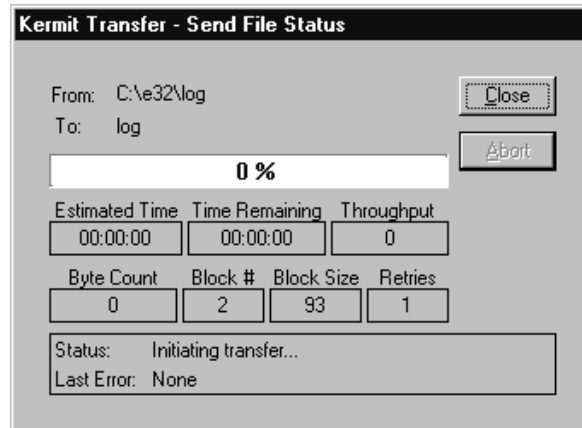 Kermit Transfer - Send File Status
From: C:\e32\log
Close
To: log
Abort
0 %
Estimated Time Time Remaining Throughput
00:00:00 00:00:00 0
Byte Count Block # Block Size Retries
0 2 93 1
Status: Initiating transfer...
Last Error: None